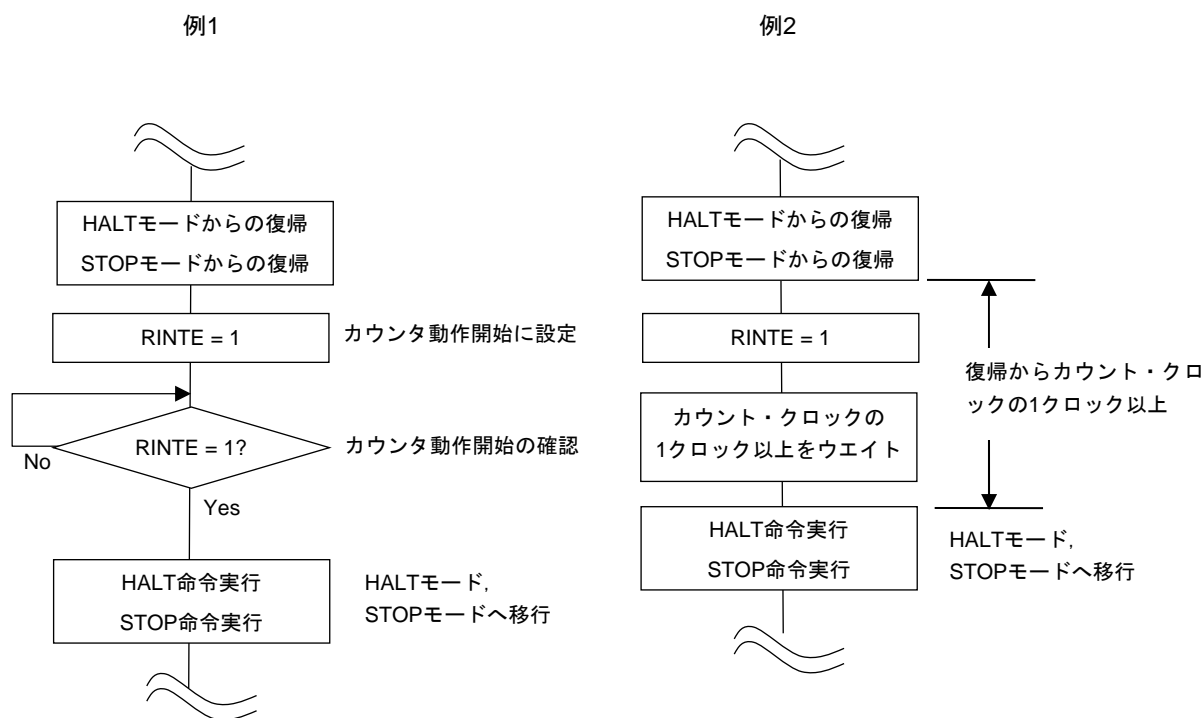 例1
HALTモードからの復帰
STOPモードからの復帰
RINTE = 1
カウンタ動作開始に設定
RINTE = 1?
カウンタ動作開始の確認
No
Yes
HALT命令実行
STOP命令実行
HALTモード,
STOPモードへ移行
例2
HALTモードからの復帰
STOPモードからの復帰
RINTE = 1
復帰からカウント・クロ
ックの1クロック以上
カウント・クロックの
1クロック以上をウエイト
HALT命令実行
STOP命令実行
HALTモード,
STOPモードへ移行